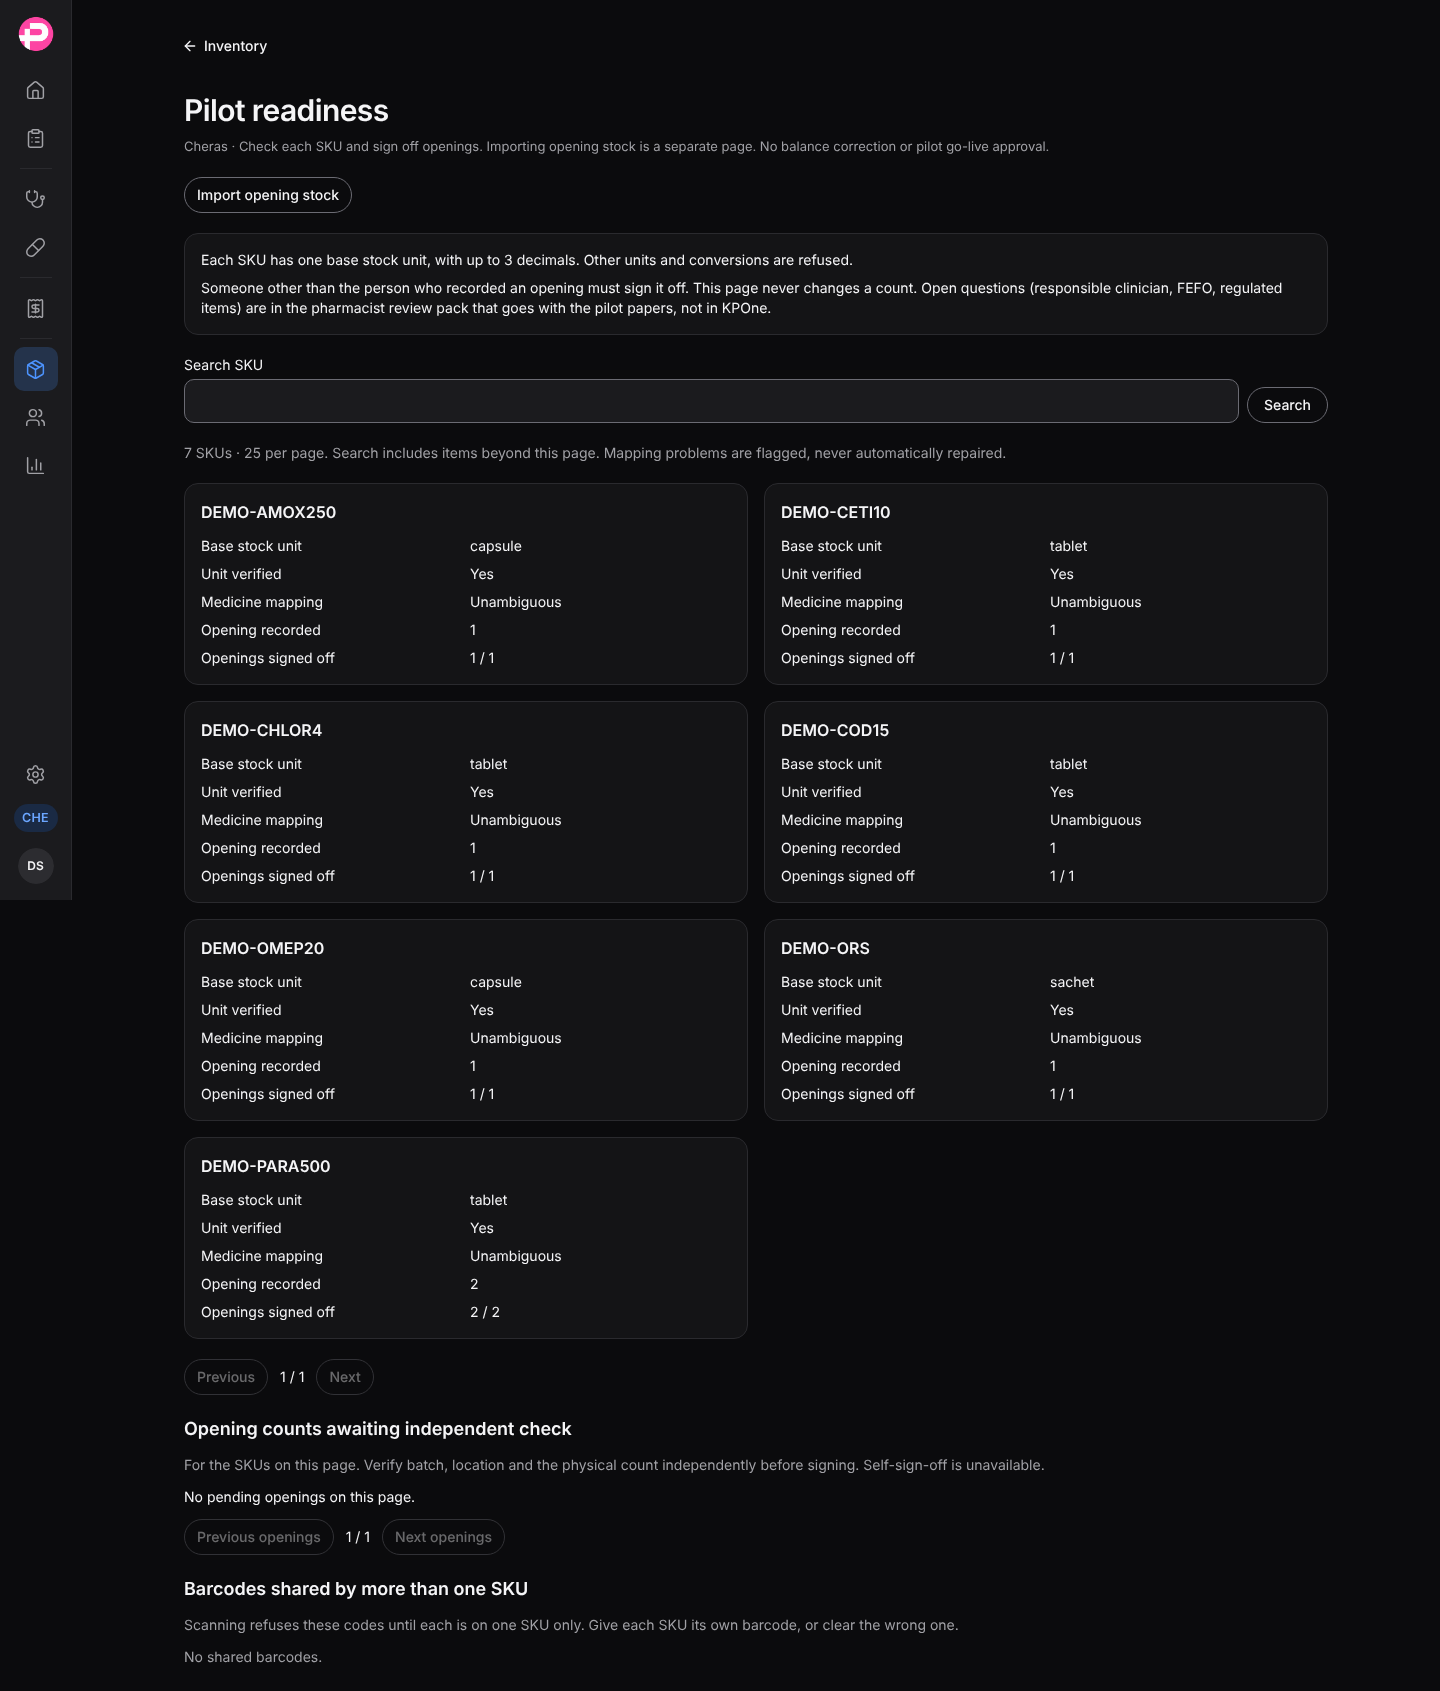 Inventory
Pilot readiness
Cheras · Check each SKU and sign off openings. Importing opening stock is a separate page. No balance correction or pilot go-live approval.
Import opening stock
Each SKU has one base stock unit, with up to 3 decimals. Other units and conversions are refused.
Someone other than the person who recorded an opening must sign it off. This page never changes a count. Open questions (responsible clinician, FEFO, regulated
items) are in the pharmacist review pack that goes with the pilot papers, not in KPOne.
Search SKU
Search
7 SKUs · 25 per page. Search includes items beyond this page. Mapping problems are flagged, never automatically repaired.
DEMO-AMOX250
Base stock unit capsule
Unit verified Yes
Medicine mapping Unambiguous
Opening recorded 1
Openings signed off 1 / 1
DEMO-CETI10
Base stock unit tablet
Unit verified Yes
Medicine mapping Unambiguous
Opening recorded 1
Openings signed off 1 / 1
DEMO-CHLOR4
Base stock unit tablet
Unit verified Yes
Medicine mapping Unambiguous
Opening recorded 1
Openings signed off 1 / 1
DEMO-COD15
Base stock unit tablet
Unit verified Yes
Medicine mapping Unambiguous
Opening recorded 1
Openings signed off 1 / 1
DEMO-OMEP20
Base stock unit capsule
Unit verified Yes
Medicine mapping Unambiguous
Opening recorded 1
Openings signed off 1 / 1
DEMO-ORS
Base stock unit sachet
Unit verified Yes
Medicine mapping Unambiguous
Opening recorded 1
Openings signed off 1 / 1
DEMO-PARA500
Base stock unit tablet
Unit verified Yes
Medicine mapping Unambiguous
Opening recorded 2
Openings signed off 2 / 2
Previous 1 / 1 Next
Opening counts awaiting independent check
For the SKUs on this page. Verify batch, location and the physical count independently before signing. Self-sign-off is unavailable.
No pending openings on this page.
Previous openings 1 / 1 Next openings
Barcodes shared by more than one SKU
Scanning refuses these codes until each is on one SKU only. Give each SKU its own barcode, or clear the wrong one.
No shared barcodes.
CHE
DS